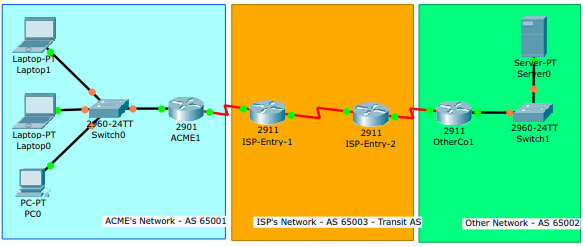 Laptop-PT
Laptop1
Laptop-PT
Laptop0
PC-PT
PC0
2960-24TT
Switch0
2901
ACME1
ACME's Network - AS 65001
2911
ISP-Entry-1
2911
ISP-Entry-2
ISP's Network - AS 65003 - Transit AS
2911
OtherCo1
Server-PT
Server0
2960-24TT
Switch1
Other Network - AS 65002